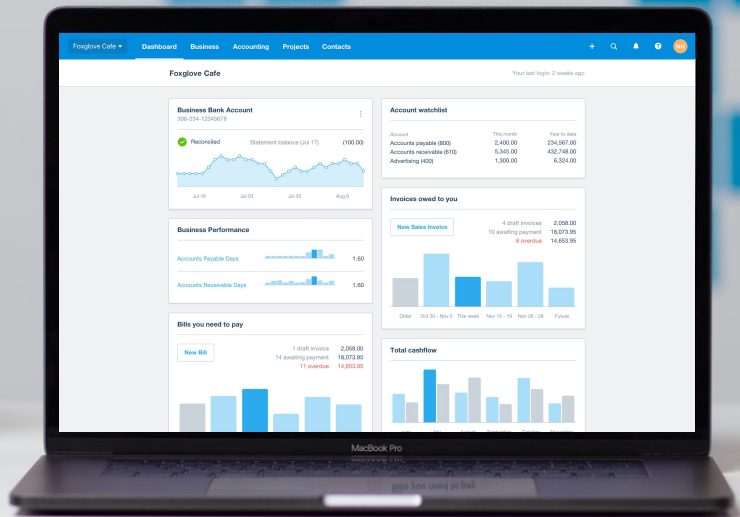 Foxglove Cafe
Dashboard
Business
Accounting
Projects
Contacts
NH
Foxglove Cafe
Your last login: 2 weeks ago
Business Bank Account
306-234-12345678
Reconciled
Statement balance (Jul 17)
(100.00)
Jul 16
Jul 23
Jul 30
Aug 6
Business Performance
Accounts Payable Days
1.60
Accounts Receivable Days
1.60
Bills you need to pay
New Bill
1 draft invoice 2,058.00
14 awaiting payment 18,073.95
11 overdue 14,653.95
Account watchlist
Account This month Year to date
Accounts payable (800) 2,400.00 234,567.00
Accounts receivable (610) 5,345.00 432,748.00
Advertising (400) 1,300.00 6,324.00
Invoices owed to you
New Sales Invoice
4 draft invoices 2,058.00
10 awaiting payment 18,073.95
8 overdue 14,653.95
Older
Oct 30 - Nov 5
This week
Nov 13 - 19
Nov 20 - 26
Future
Total cashflow
MacBook Pro